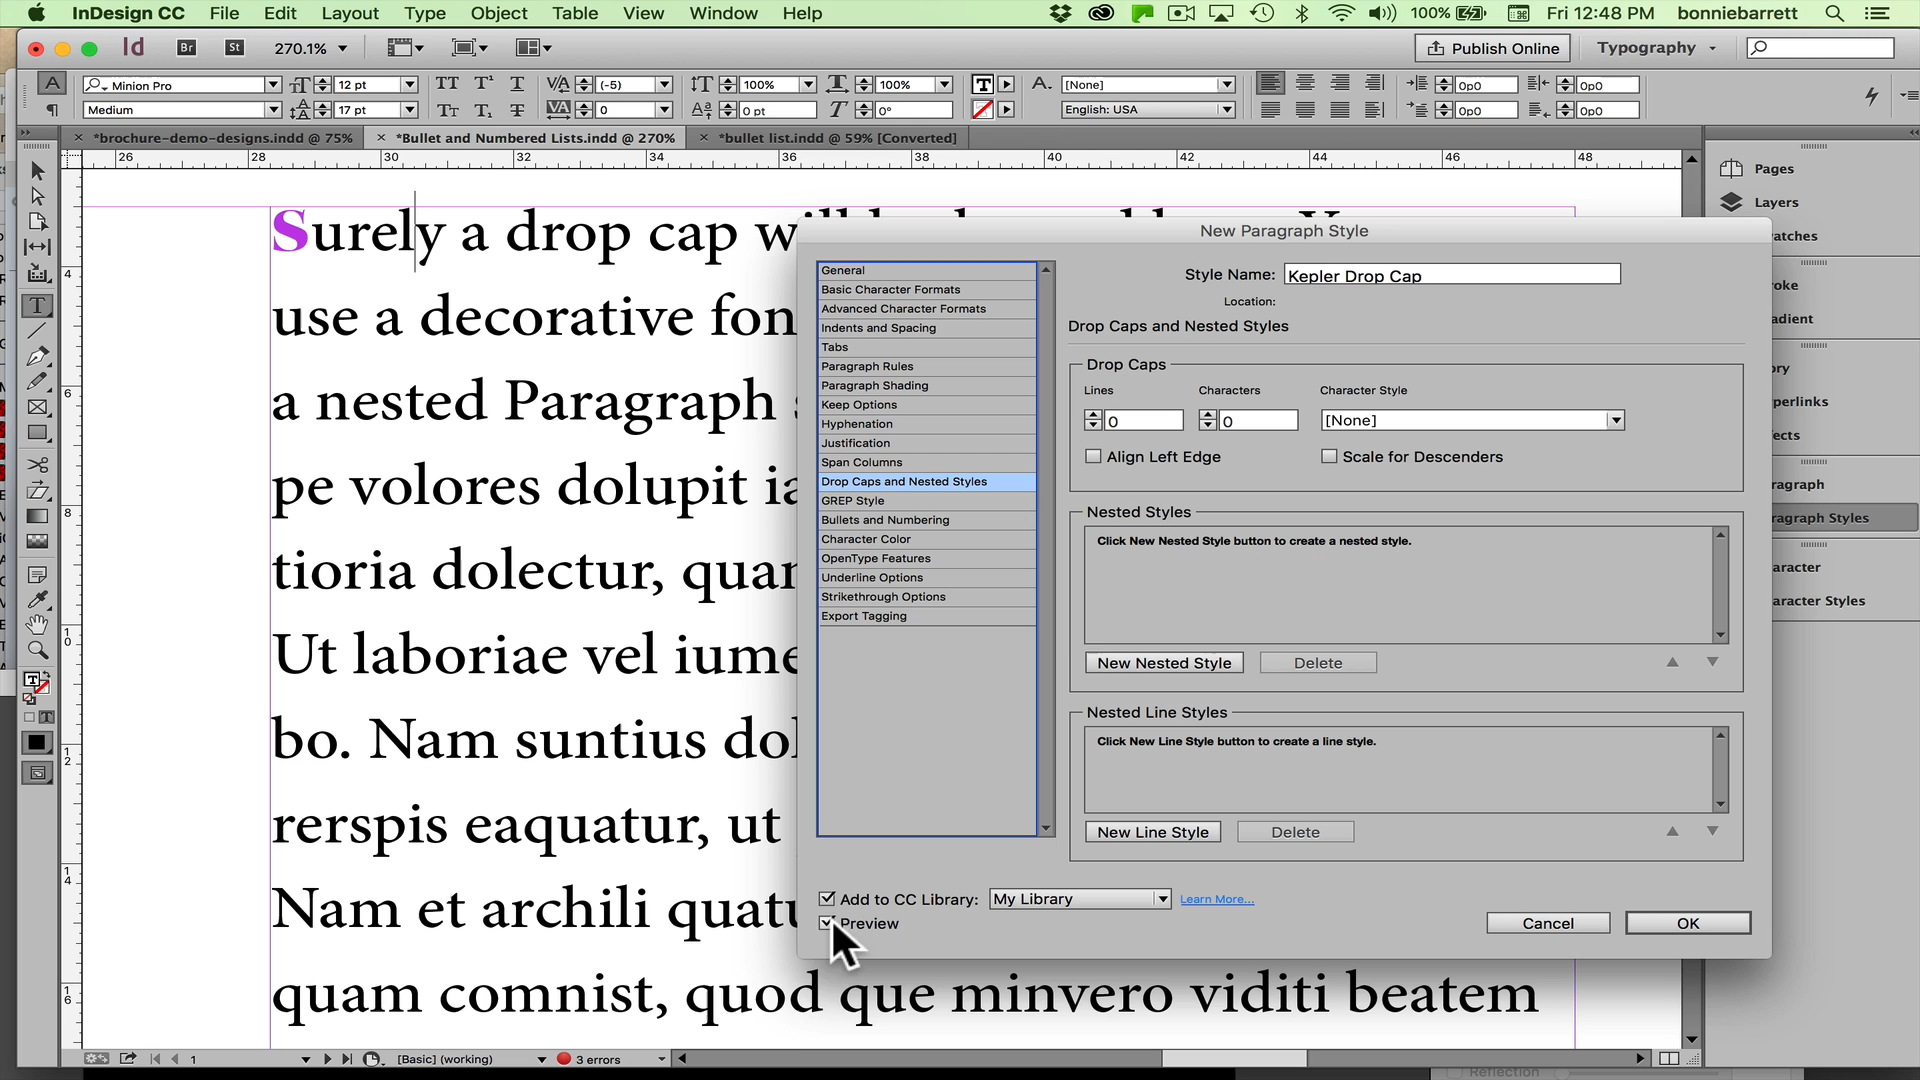 InDesign CC File Edit Layout Type Object Table View Window Help 100% Fri 12:48 PM bonniebarrett
Id Br St 270.1% Publish Online Typography
A Minion Pro 12 pt (-5) 100% 100% [None] 0p0 0p0
Medium 17 pt 0 0 pt 0° English: USA 0p0 0p0
*brochure-demo-designs.indd @ 75% *Bullet and Numbered Lists.indd @ 270% *bullet list.indd @ 59% [Converted]
26 28 30 32 34 36 38 40 42 44 46 48
Surely a drop cap w
use a decorative fon
a nested Paragraph
pe volores dolupit ia
tioria dolectur, quan
Ut laboriae vel iume
bo. Nam suntius dol
rerspis eaquatur, ut
Nam et archili quatu
quam comnist, quod que minvero viditi beatem
4
6
8
10
12
14
16
New Paragraph Style
General
Basic Character Formats
Advanced Character Formats
Indents and Spacing
Tabs
Paragraph Rules
Paragraph Shading
Keep Options
Hyphenation
Justification
Span Columns
Drop Caps and Nested Styles
GREP Style
Bullets and Numbering
Character Color
OpenType Features
Underline Options
Strikethrough Options
Export Tagging
Style Name: Kepler Drop Cap
Location:
Drop Caps and Nested Styles
Drop Caps
Lines Characters Character Style
0 0 [None]
Align Left Edge Scale for Descenders
Nested Styles
Click New Nested Style button to create a nested style.
New Nested Style Delete
Nested Line Styles
Click New Line Style button to create a line style.
New Line Style Delete
Add to CC Library: My Library Learn More...
Preview Cancel OK
Pages
Layers
atches
oke
adient
ory
perlinks
fects
ragraph
ragraph Styles
aracter
aracter Styles
1 [Basic] (working) 3 errors
Reflection